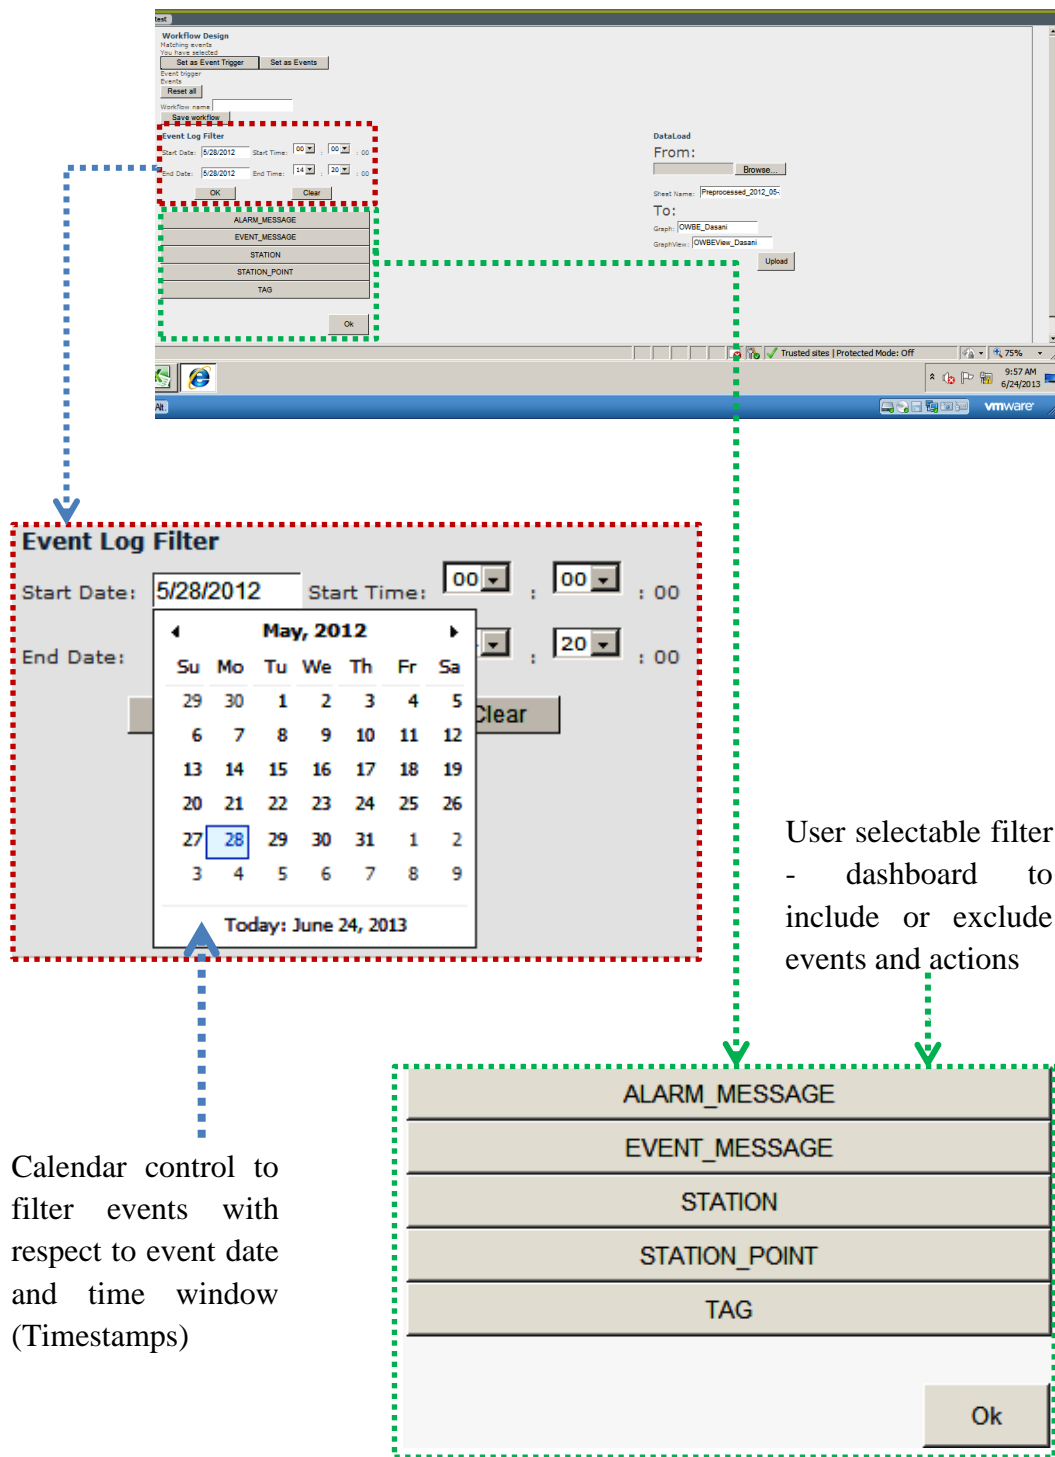 test
Workflow Design
Matching events
You have selected
Set as Event Trigger Set as Events
Event trigger
Events
Reset all
Workflow name
Save workflow
Event Log Filter
Start Date: 5/28/2012 Start Time: 00 : 00 : 00
End Date: 5/28/2012 End Time: 14 : 20 : 00
OK Clear
ALARM_MESSAGE
EVENT_MESSAGE
STATION
STATION_POINT
TAG
Ok
DataLoad
From:
Browse...
Sheet Name: Preprocessed_2012_05-
To:
Graph: OWBE_Dasani
GraphView: OWBEView_Dasani
Upload
Trusted sites | Protected Mode: Off
75%
9:57 AM
6/24/2013
Alt.
vmware
Event Log Filter
Start Date: 5/28/2012 Start Time: 00 : 00 : 00
End Date: 20 : 00
Clear
May, 2012
Su Mo Tu We Th Fr Sa
29 30 1 2 3 4 5
6 7 8 9 10 11 12
13 14 15 16 17 18 19
20 21 22 23 24 25 26
27 28 29 30 31 1 2
3 4 5 6 7 8 9
Today: June 24, 2013
User selectable filter
- dashboard to
include or exclude
events and actions
Calendar control to
filter events with
respect to event date
and time window
(Timestamps)
ALARM_MESSAGE
EVENT_MESSAGE
STATION
STATION_POINT
TAG
Ok